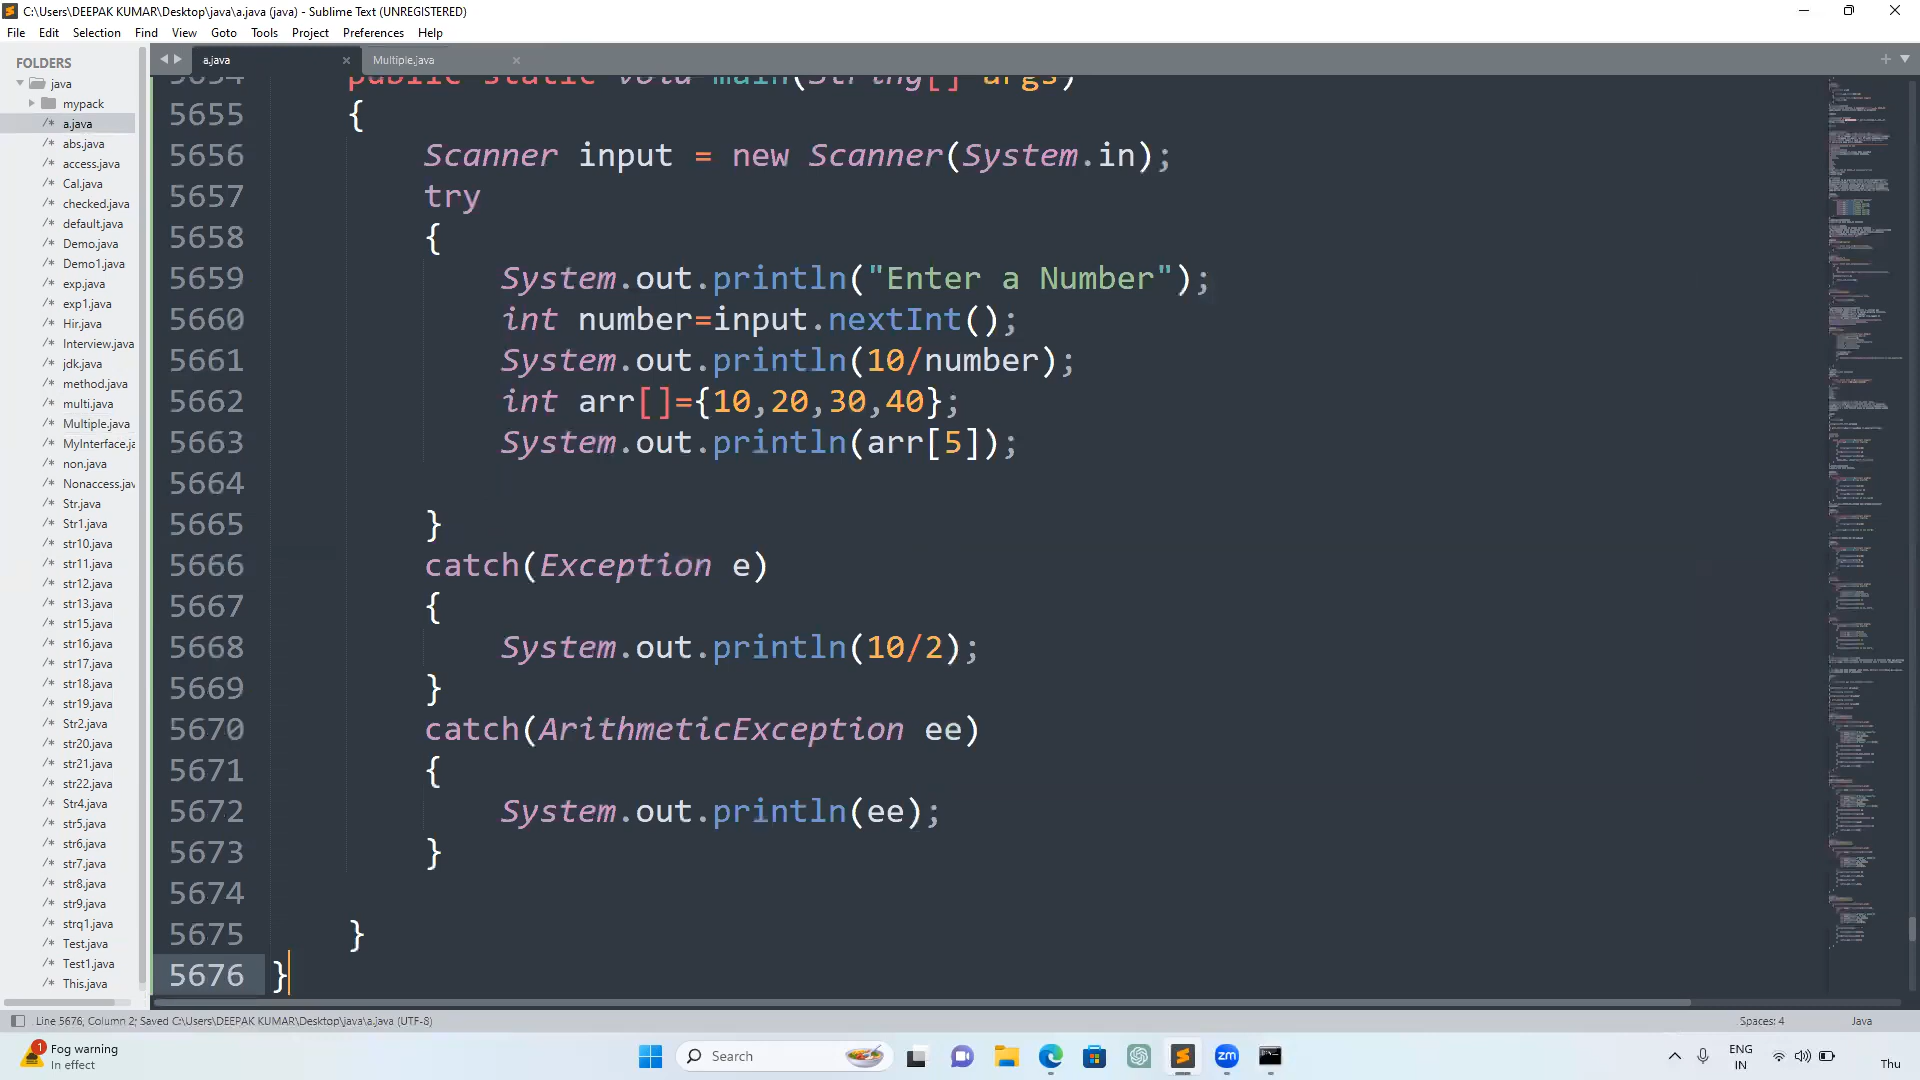 C:\Users\DEEPAK KUMAR\Desktop\java\a.java (java) - Sublime Text (UNREGISTERED)
File Edit Selection Find View Goto Tools Project Preferences Help
FOLDERS
java
mypack
a.java
abs.java
access.java
Cal.java
checked.java
default.java
Demo.java
Demo1.java
exp.java
exp1.java
Hir.java
Interview.java
jdk.java
method.java
multi.java
Multiple.java
MyInterface.ja
non.java
Nonaccess.jav
Str.java
Str1.java
str10.java
str11.java
str12.java
str13.java
str15.java
str16.java
str17.java
str18.java
str19.java
Str2.java
str20.java
str21.java
str22.java
Str4.java
str5.java
str6.java
str7.java
str8.java
str9.java
strq1.java
Test.java
Test1.java
This.java
a.java
Multiple.java
5654 public static void main(String[] args)
5655 {
5656 Scanner input = new Scanner(System.in);
5657 try
5658 {
5659 System.out.println("Enter a Number");
5660 int number=input.nextInt();
5661 System.out.println(10/number);
5662 int arr[]={10,20,30,40};
5663 System.out.println(arr[5]);
5664
5665 }
5666 catch(Exception e)
5667 {
5668 System.out.println(10/2);
5669 }
5670 catch(ArithmeticException ee)
5671 {
5672 System.out.println(ee);
5673 }
5674
5675 }
5676 }
Line 5676, Column 2; Saved C:\Users\DEEPAK KUMAR\Desktop\java\a.java (UTF-8)
Spaces: 4
Java
1
Fog warning
In effect
Search
zm
ENG
IN
Thu